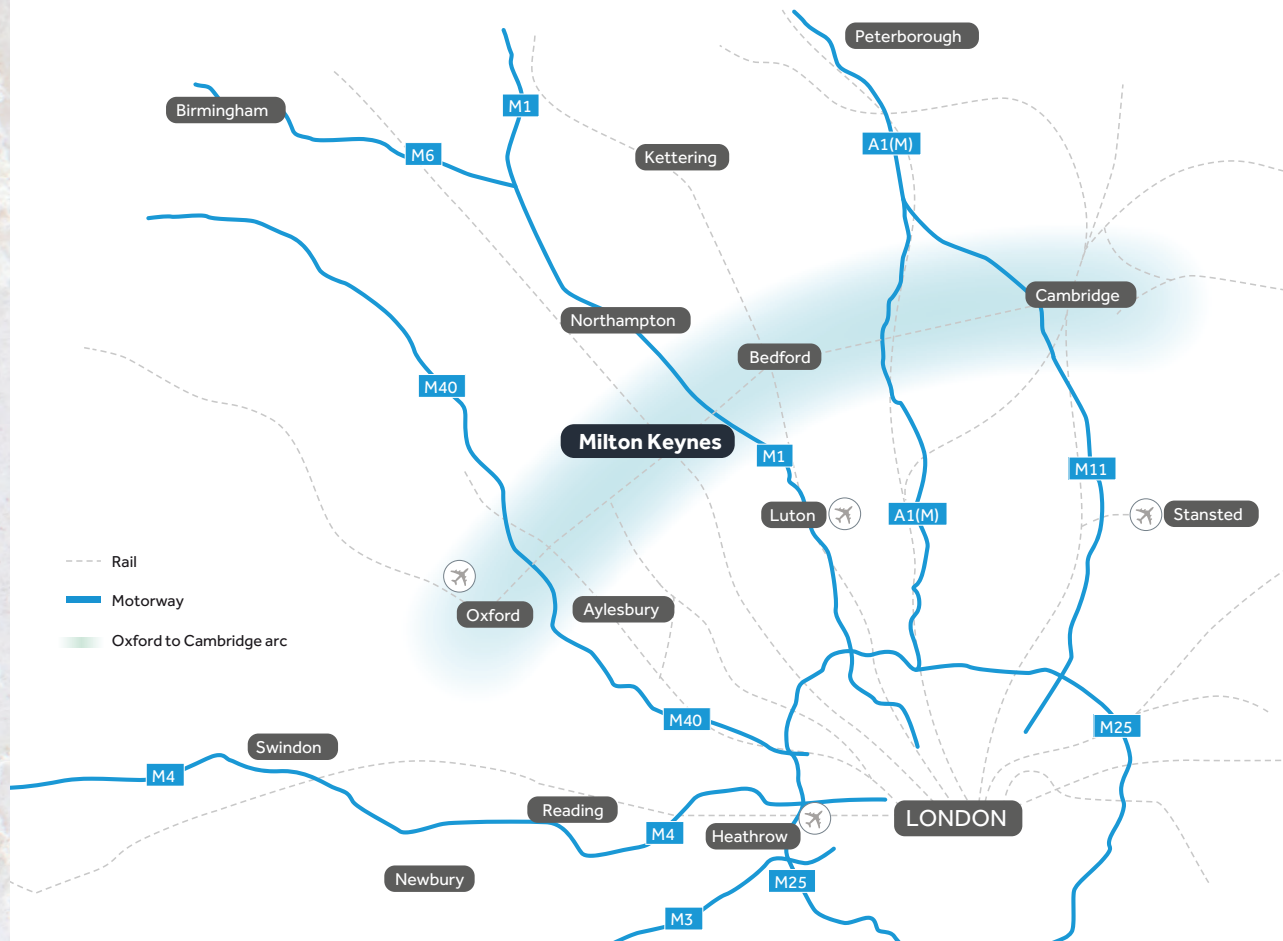 Peterborough
M1
Birmingham
A1(M)
M6
Kettering
Cambridge
Northampton
Bedford
M40
Milton Keynes
M1
M11
Luton
A1(M)
Stansted
Rail
Motorway
Oxford
Aylesbury
Oxford to Cambridge arc
M40
M25
Swindon
M4
Reading
LONDON
M4
Heathrow
Newbury
M25
M3